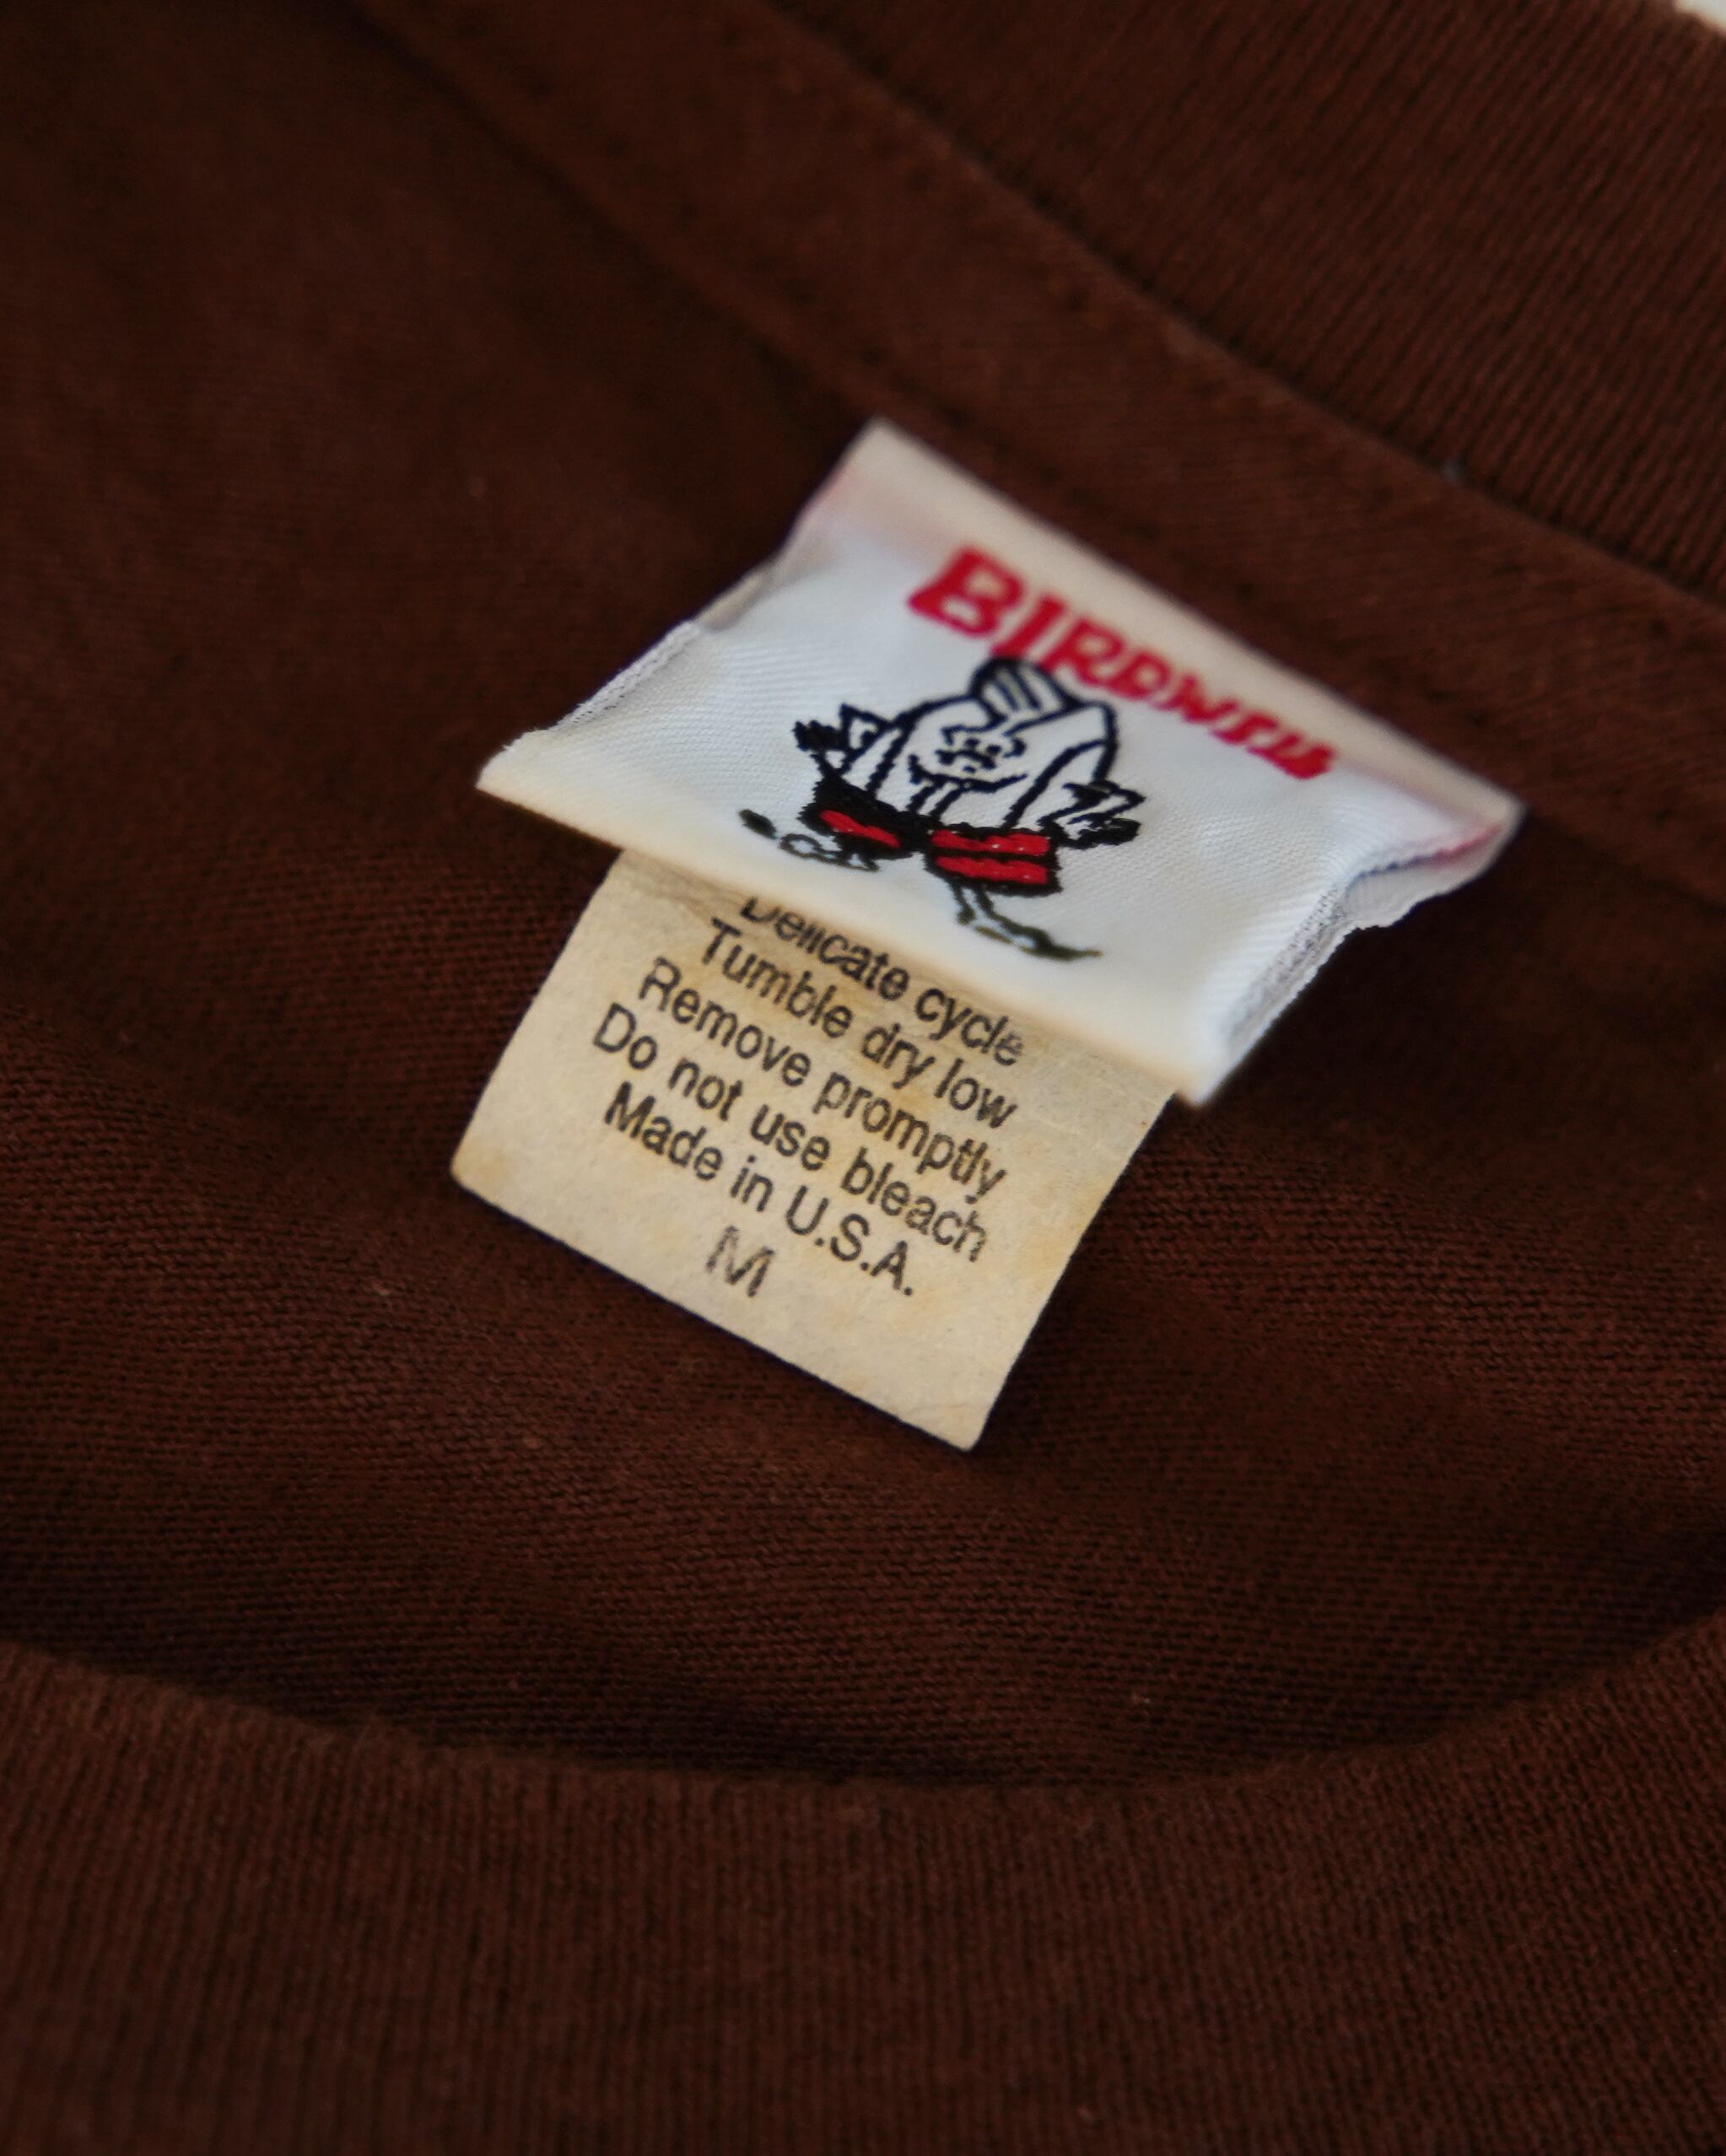 BIRDWELL
Delicate cycle
Tumble dry low
Remove promptly
Do not use bleach
Made in U.S.A.
M